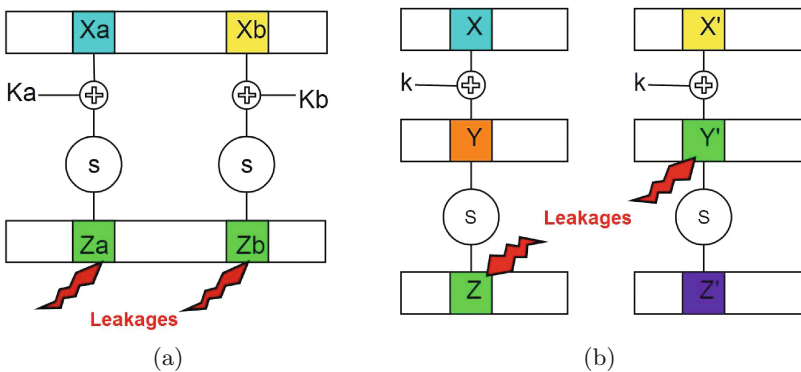 Xa Xb
Ka Kb
s s
Za Zb
Leakages
(a)
X X'
k k
Y Y'
S S
Leakages
Z Z'
(b)